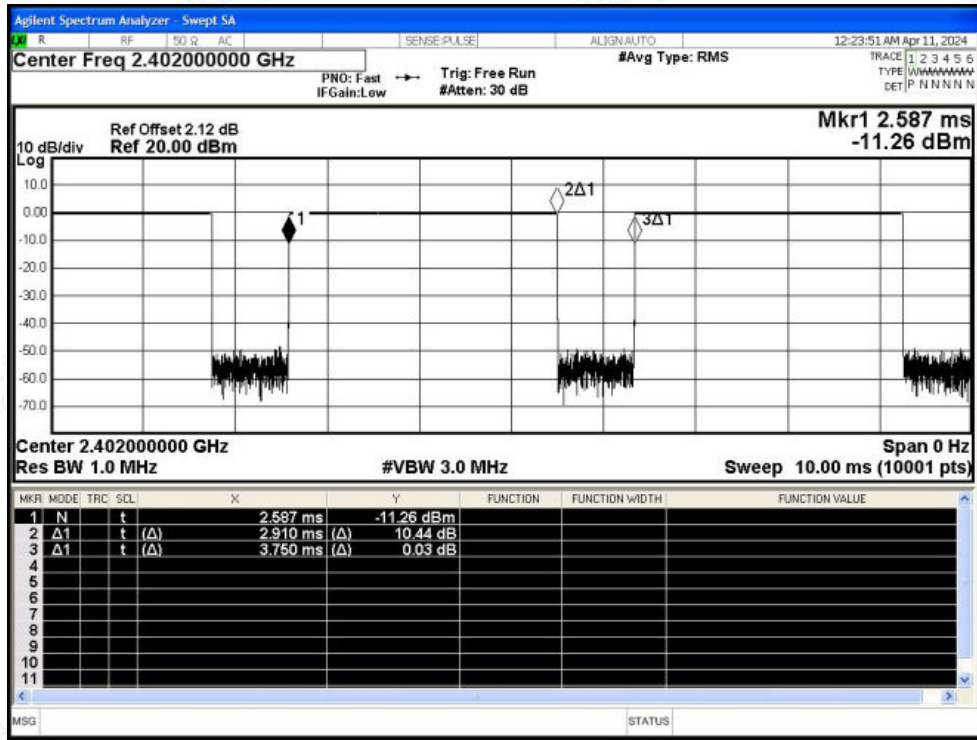 Agilent Spectrum Analyzer - Swept SA
LXI R RF 50 Ω AC SENSE:PULSE ALIGNAUTO 12:23:51 AM Apr 11, 2024
Center Freq 2.402000000 GHz #Avg Type: RMS TRACE 1 2 3 4 5 6
PNO: Fast Trig: Free Run TYPE
IFGain:Low #Atten: 30 dB DET P N N N N N
Mkr1 2.587 ms
Ref Offset 2.12 dB
10 dB/div Ref 20.00 dBm -11.26 dBm
Log
10.0
2Δ1
0.00
1 3Δ1
-10.0
-20.0
-30.0
-40.0
-50.0
-60.0
-70.0
Center 2.402000000 GHz Span 0 Hz
Res BW 1.0 MHz #VBW 3.0 MHz Sweep 10.00 ms (10001 pts)
MKR MODE TRC SCL X Y FUNCTION FUNCTION WIDTH FUNCTION VALUE
1 N t 2.587 ms -11.26 dBm
2 Δ1 t (Δ) 2.910 ms (Δ) 10.44 dB
3 Δ1 t (Δ) 3.750 ms (Δ) 0.03 dB
4
5
6
7
8
9
10
11
MSG STATUS